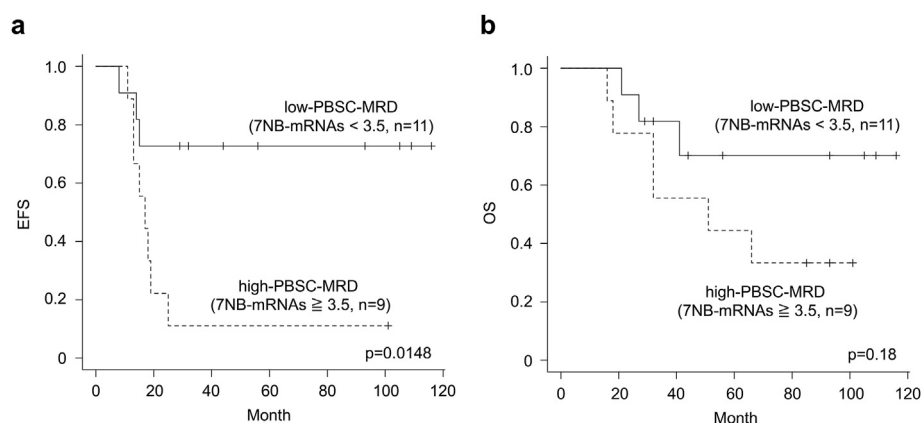 a
1.0
0.8
0.6
0.4
0.2
0
EFS
low-PBSC-MRD
(7NB-mRNAs < 3.5, n=11)
high-PBSC-MRD
(7NB-mRNAs ≧ 3.5, n=9)
p=0.0148
0 20 40 60 80 100 120
Month
b
1.0
0.8
0.6
0.4
0.2
0
OS
low-PBSC-MRD
(7NB-mRNAs < 3.5, n=11)
high-PBSC-MRD
(7NB-mRNAs ≧ 3.5, n=9)
p=0.18
0 20 40 60 80 100 120
Month